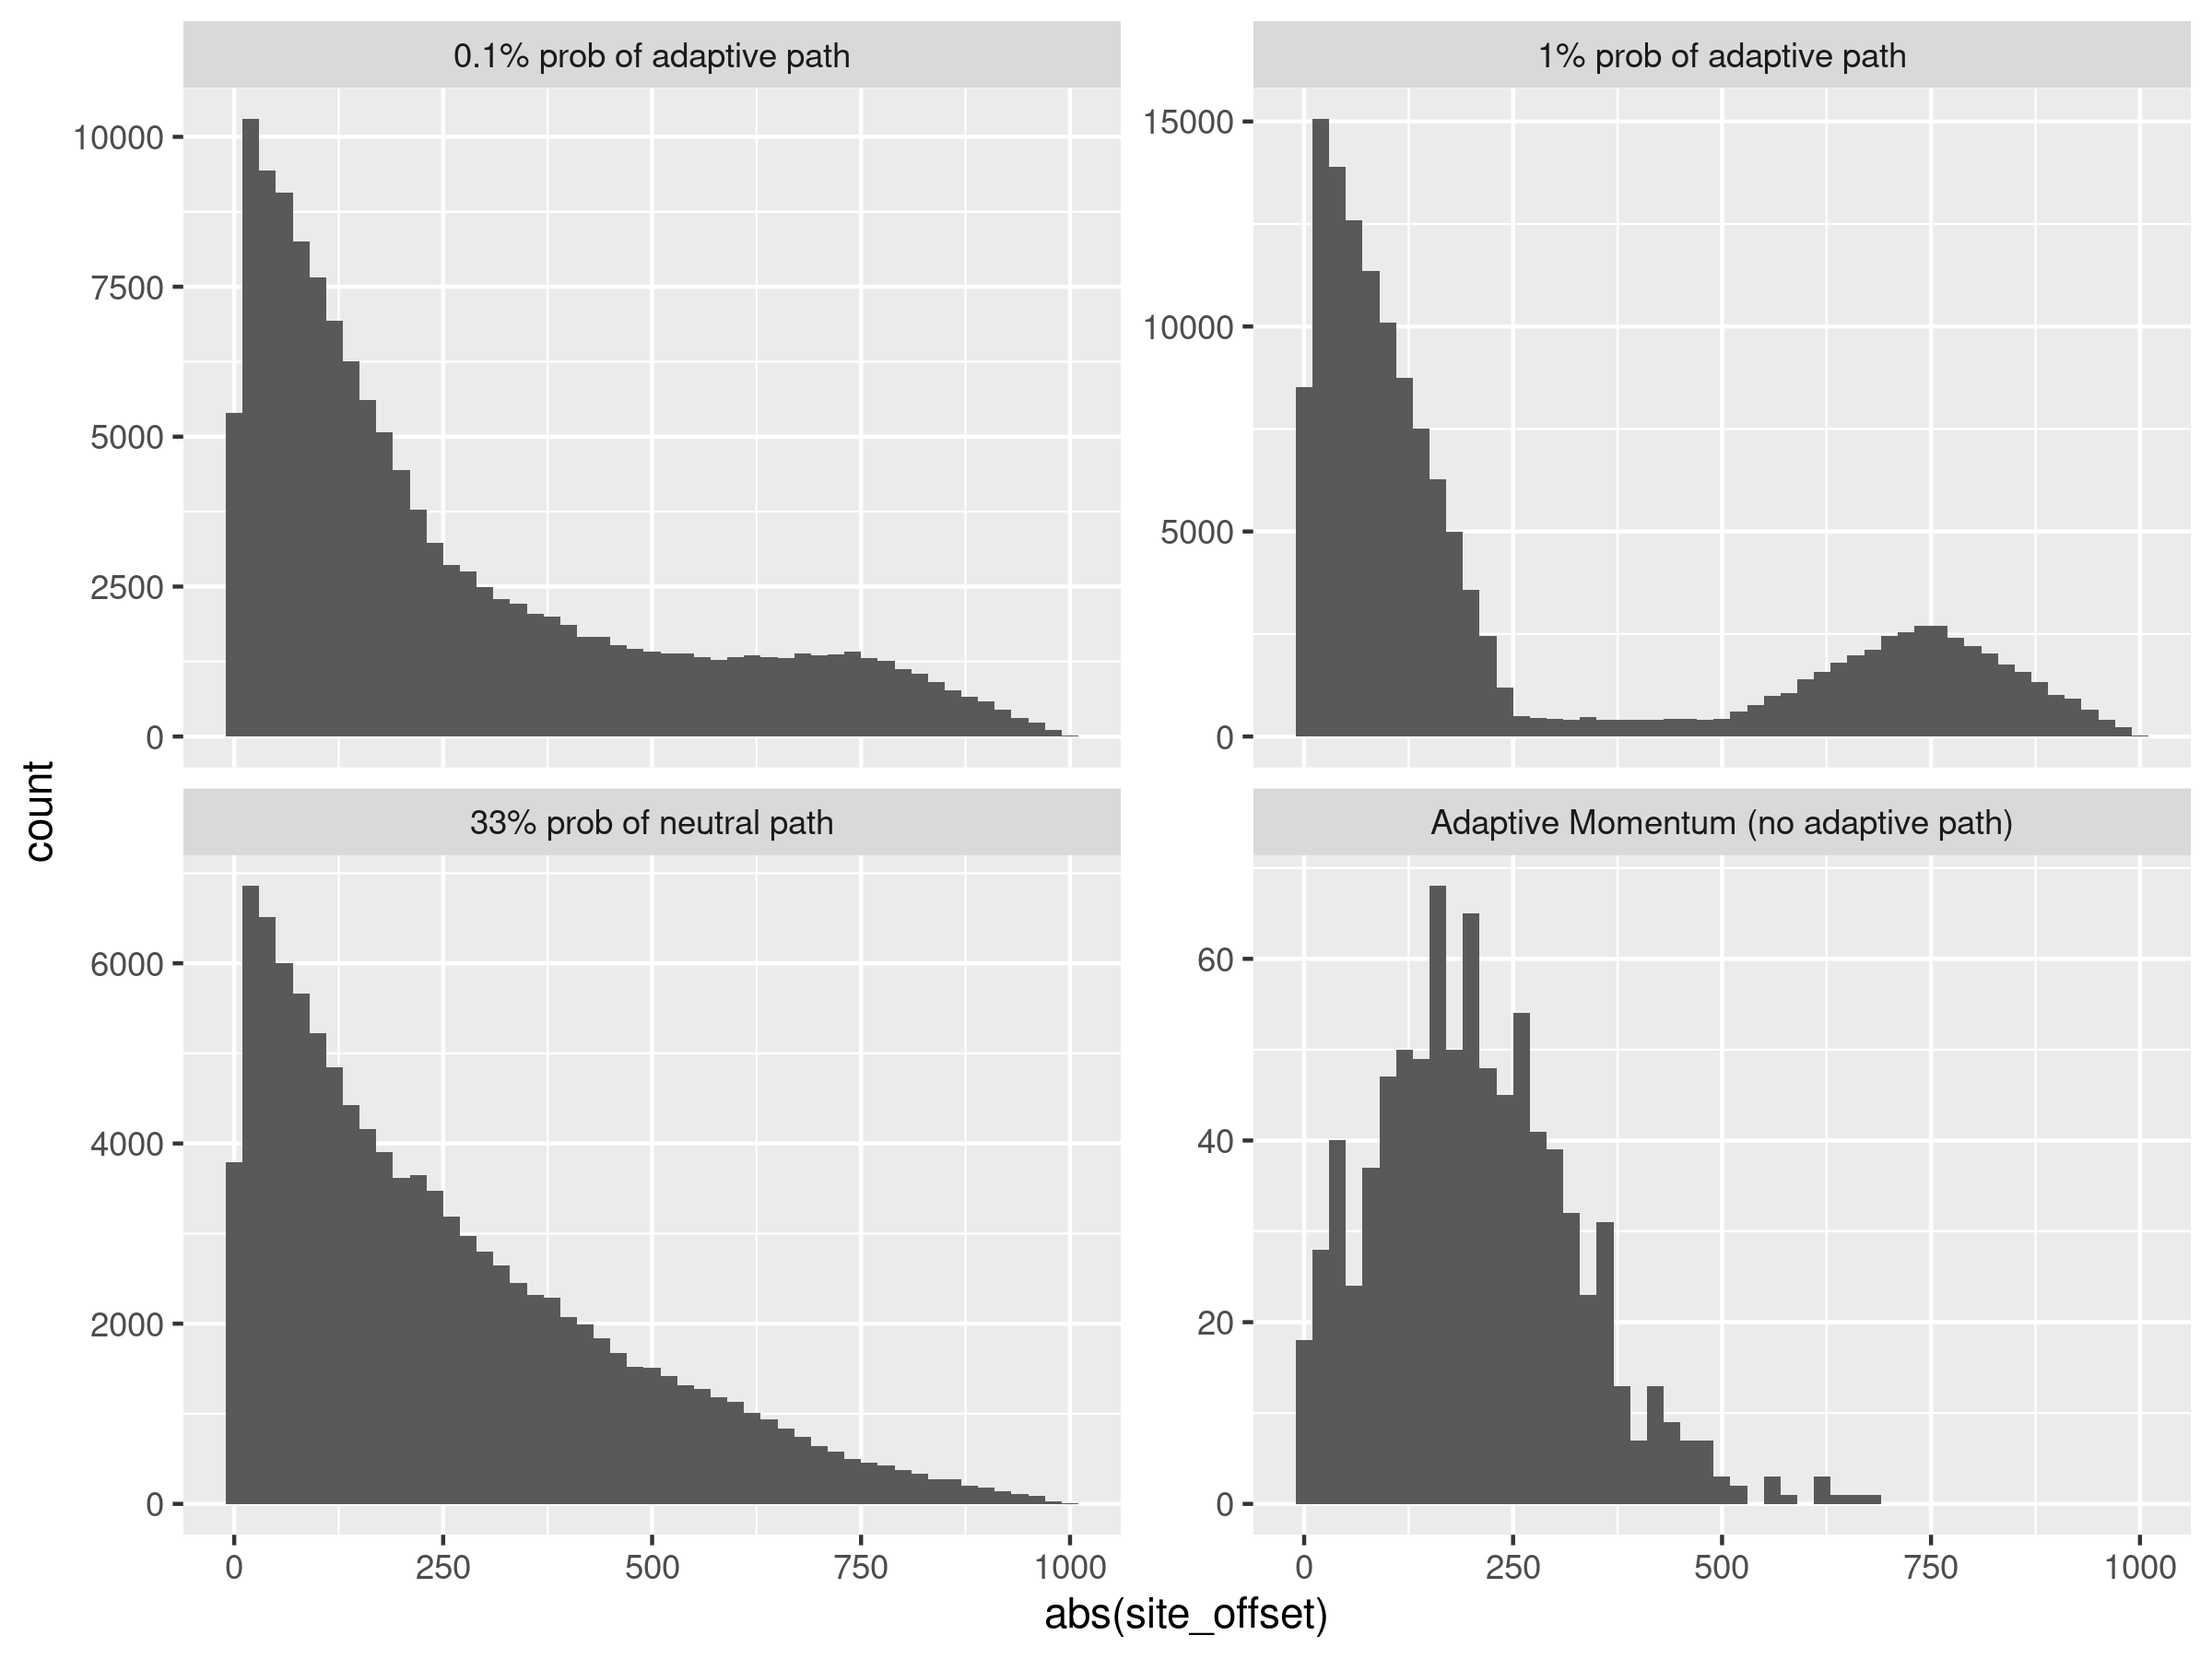 0.1% prob of adaptive path
1% prob of adaptive path
10000
7500
5000
2500
0
15000
10000
5000
0
count
33% prob of neutral path
Adaptive Momentum (no adaptive path)
6000
4000
2000
0
60
40
20
0
0 250 500 750 1000
0 250 500 750 1000
abs(site_offset)